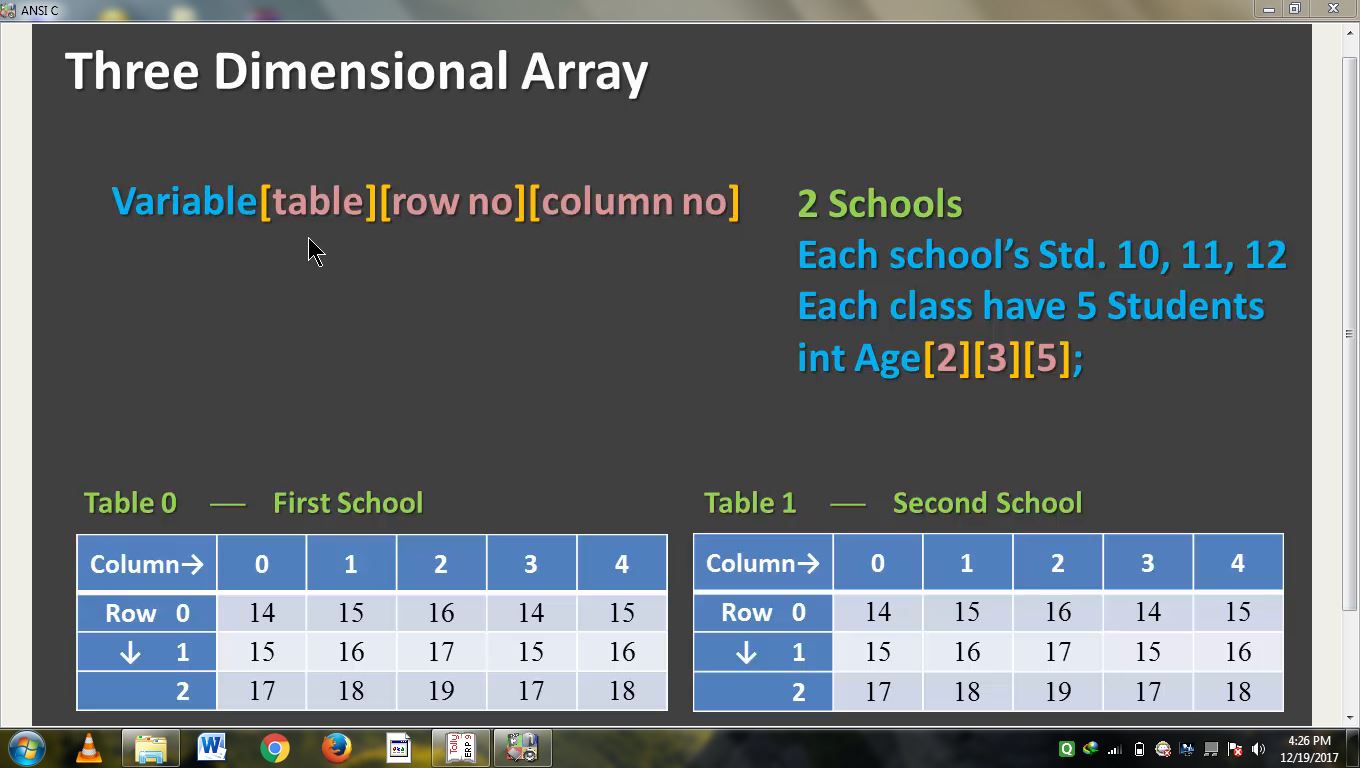 ANSI C
Three Dimensional Array
Variable[table][row no][column no]
2 Schools
Each school's Std. 10, 11, 12
Each class have 5 Students
int Age[2][3][5];
Table 0 — First School
Column→ 0 1 2 3 4
Row 0 14 15 16 14 15
↓ 1 15 16 17 15 16
2 17 18 19 17 18
Table 1 — Second School
Column→ 0 1 2 3 4
Row 0 14 15 16 14 15
↓ 1 15 16 17 15 16
2 17 18 19 17 18
4:26 PM
12/19/2017